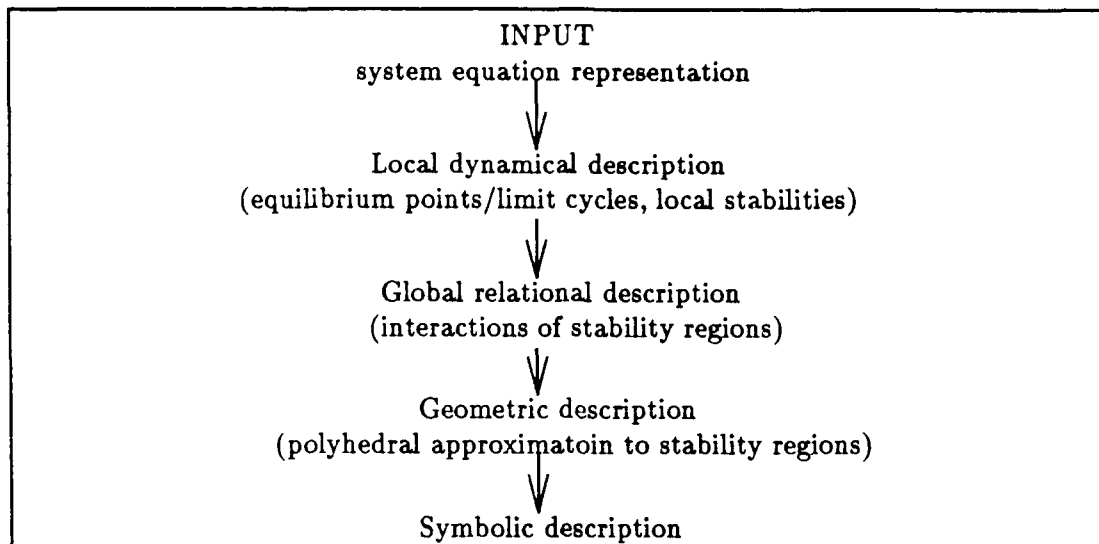 INPUT
system equation representation
Local dynamical description
(equilibrium points/limit cycles, local stabilities)
Global relational description
(interactions of stability regions)
Geometric description
(polyhedral approximatoin to stability regions)
Symbolic description